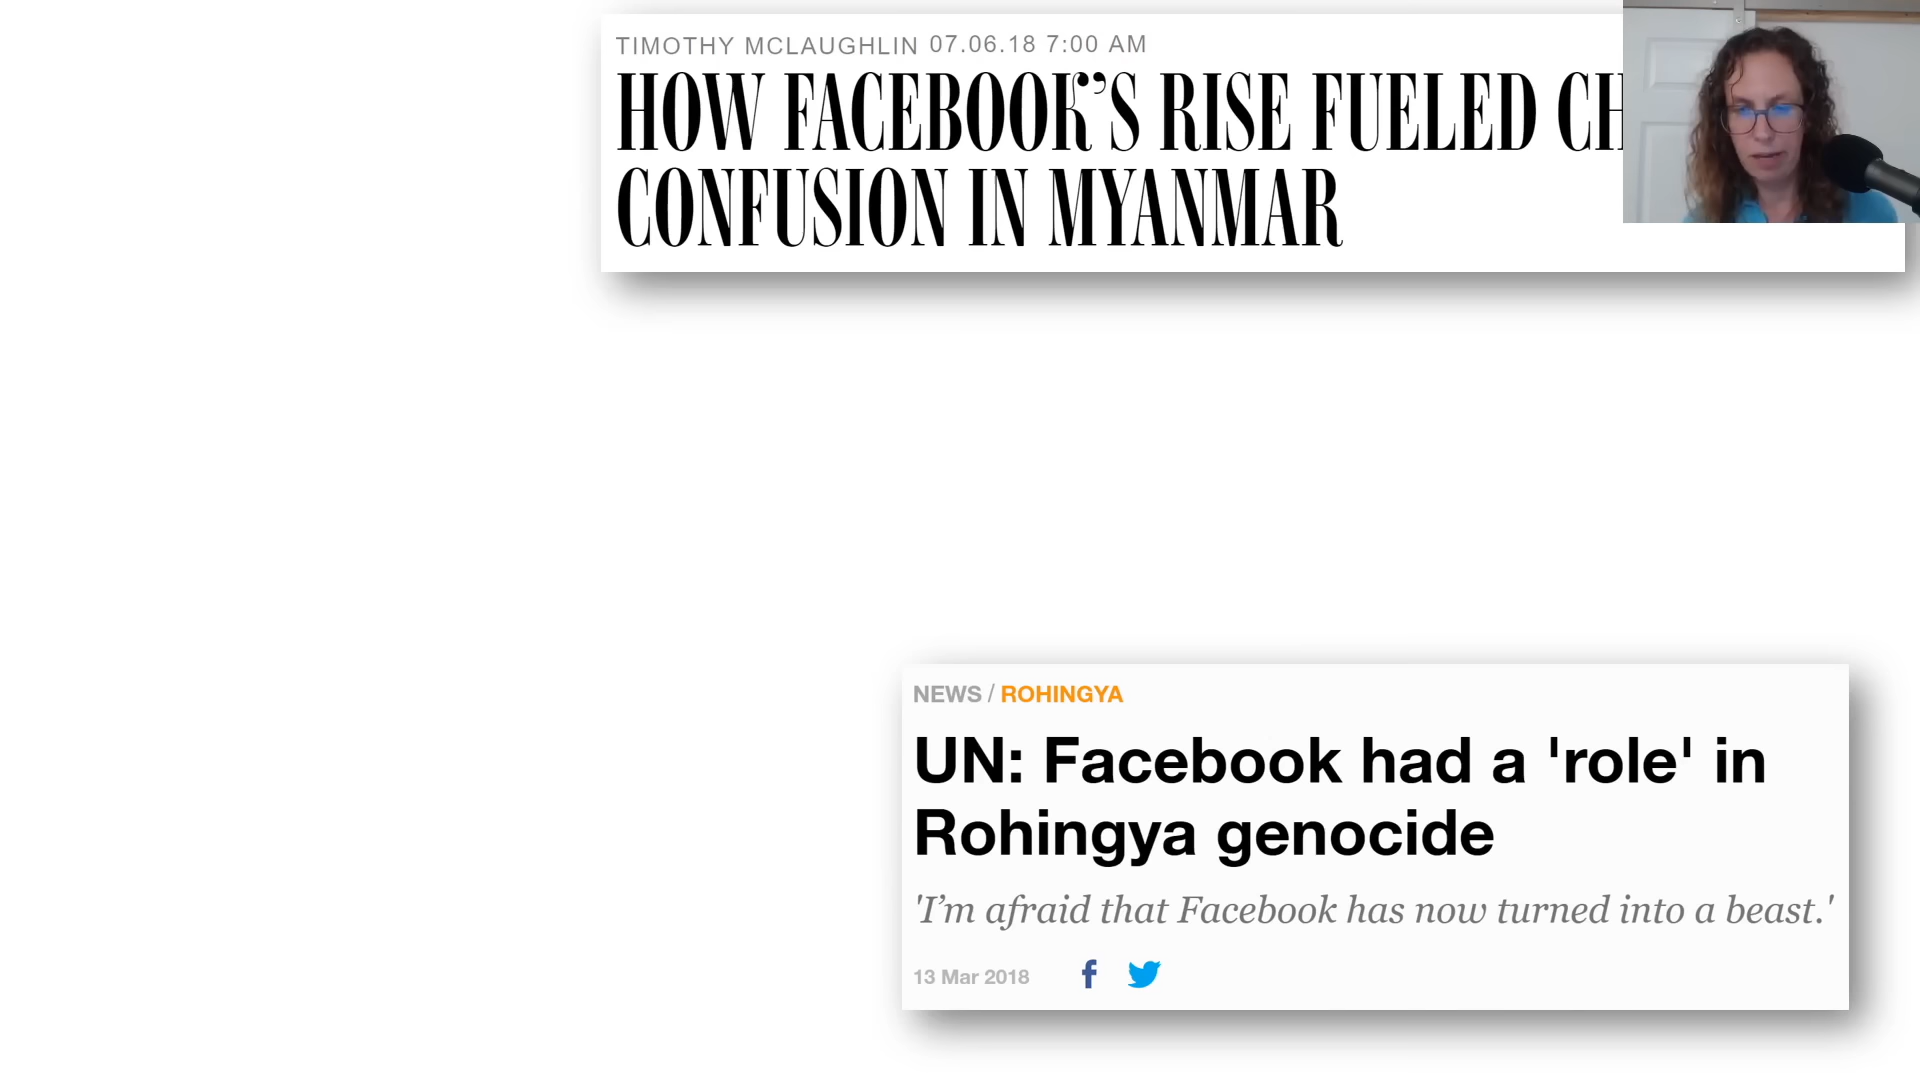 TIMOTHY MCLAUGHLIN 07.06.18 7:00 AM
HOW FACEBOOK’S RISE FUELED
CONFUSION IN MYANMAR
NEWS / ROHINGYA
UN: Facebook had a 'role' in
Rohingya genocide
'I’m afraid that Facebook has now turned into a beast.'
13 Mar 2018